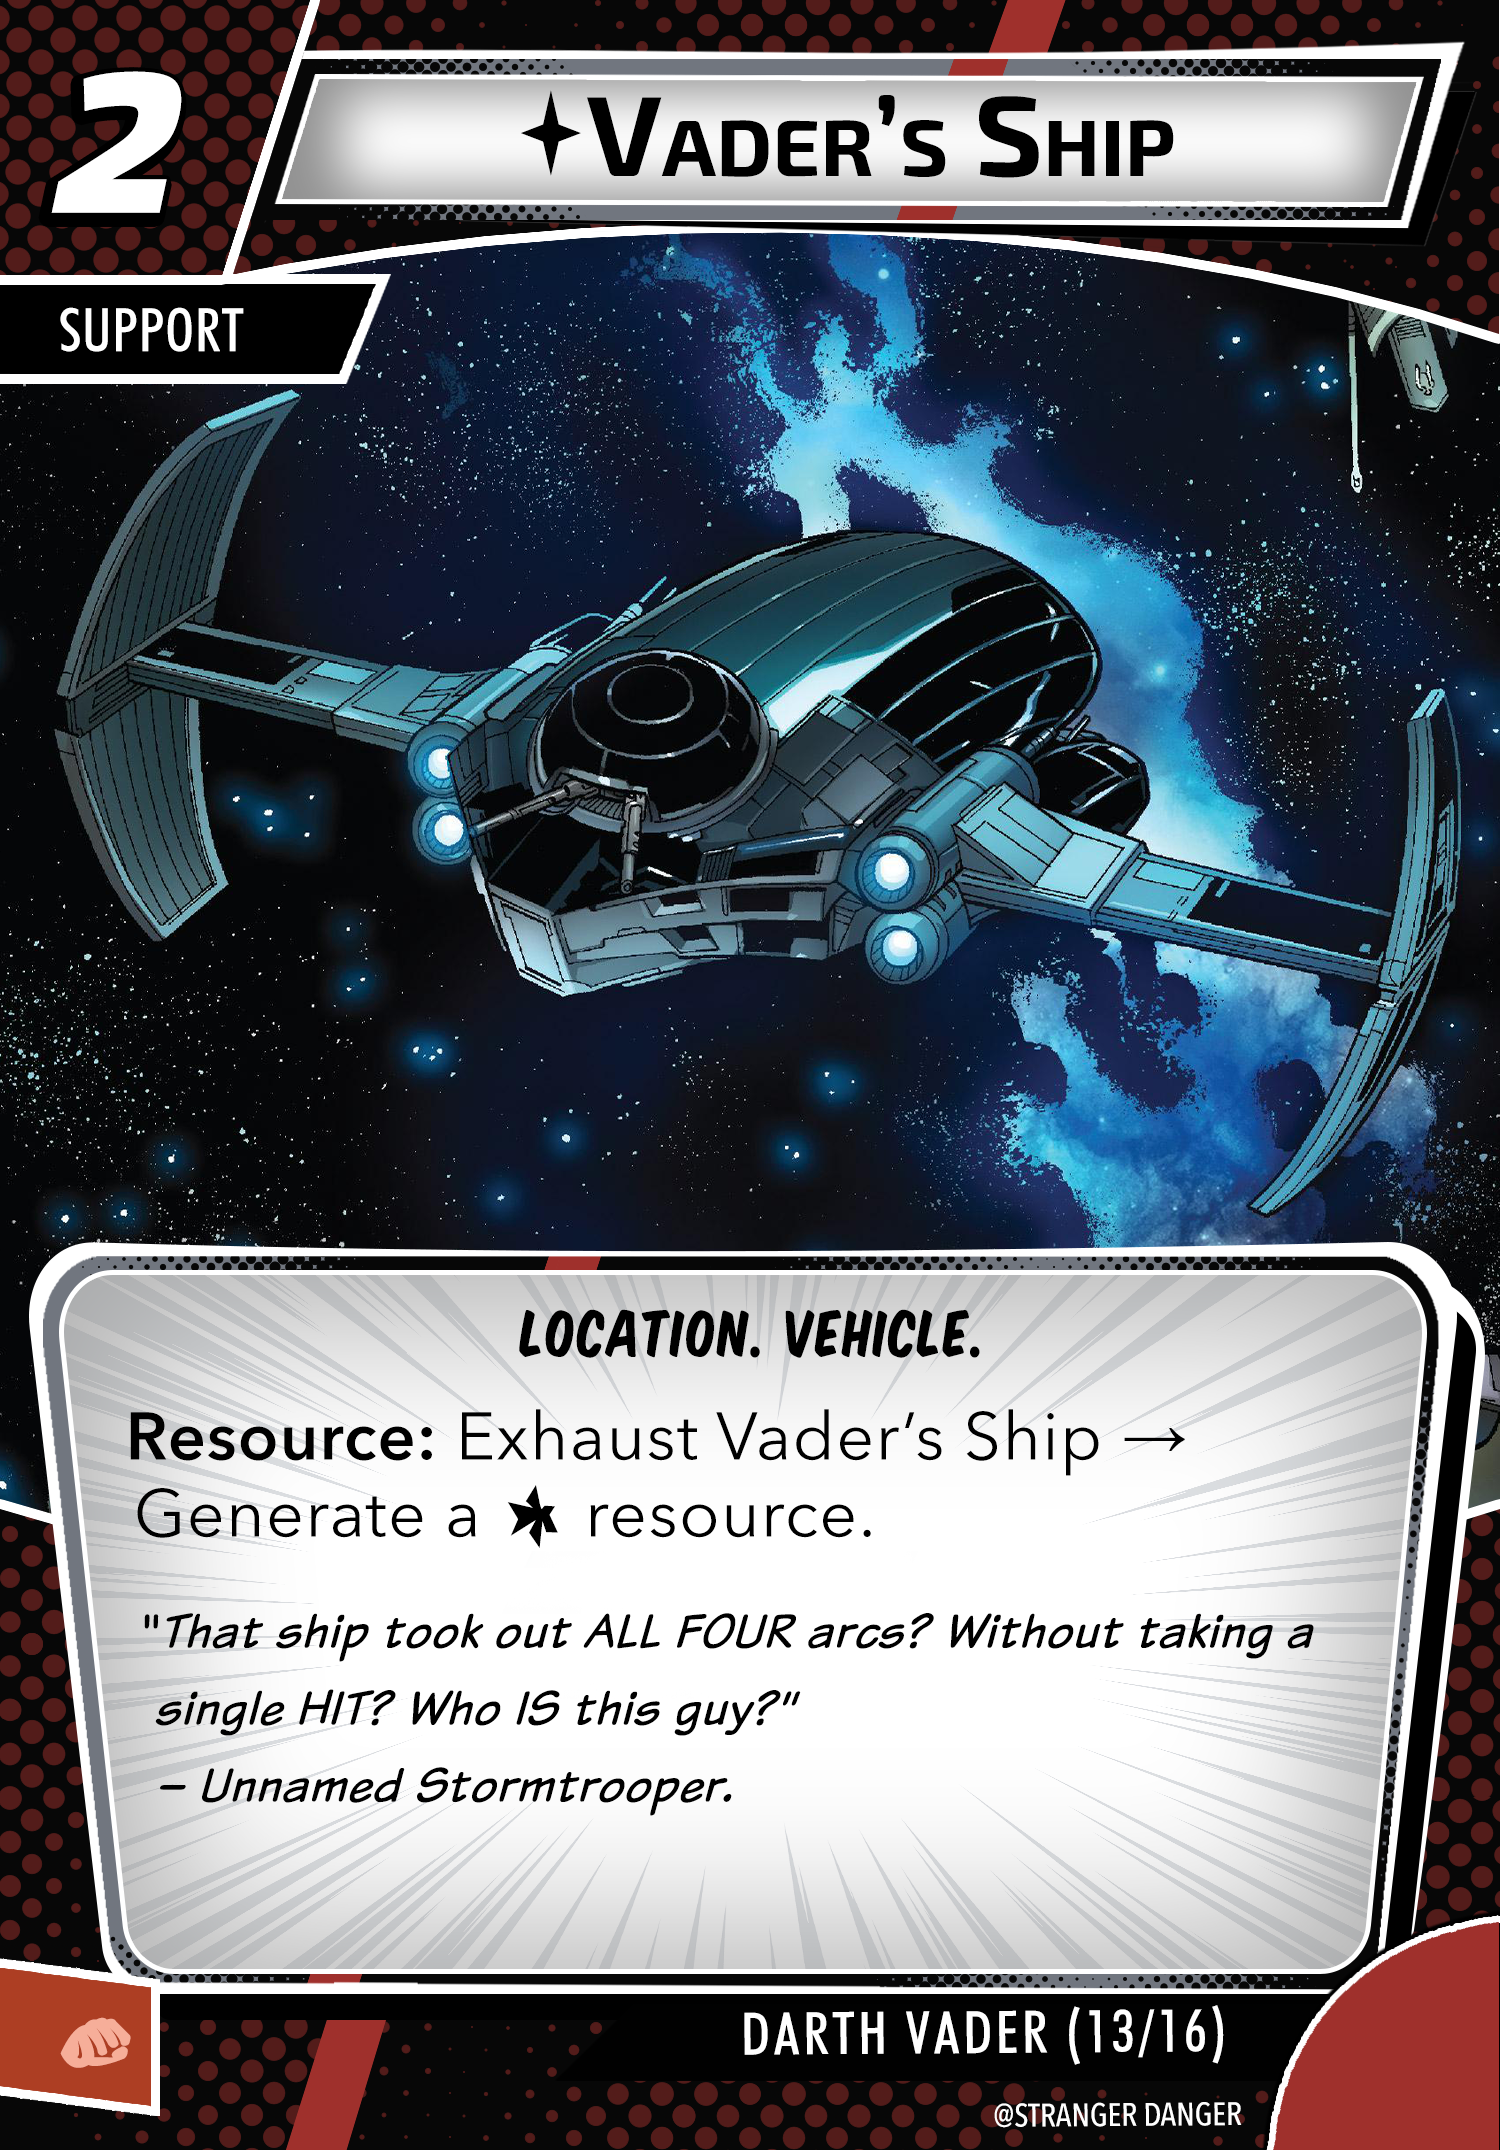 2
Vader's Ship
SUPPORT
LOCATION. VEHICLE.
Resource: Exhaust Vader's Ship →
Generate a resource.
"That ship took out ALL FOUR arcs? Without taking a
single HIT? Who IS this guy?"
– Unnamed Stormtrooper.
DARTH VADER (13/16)
@STRANGER DANGER